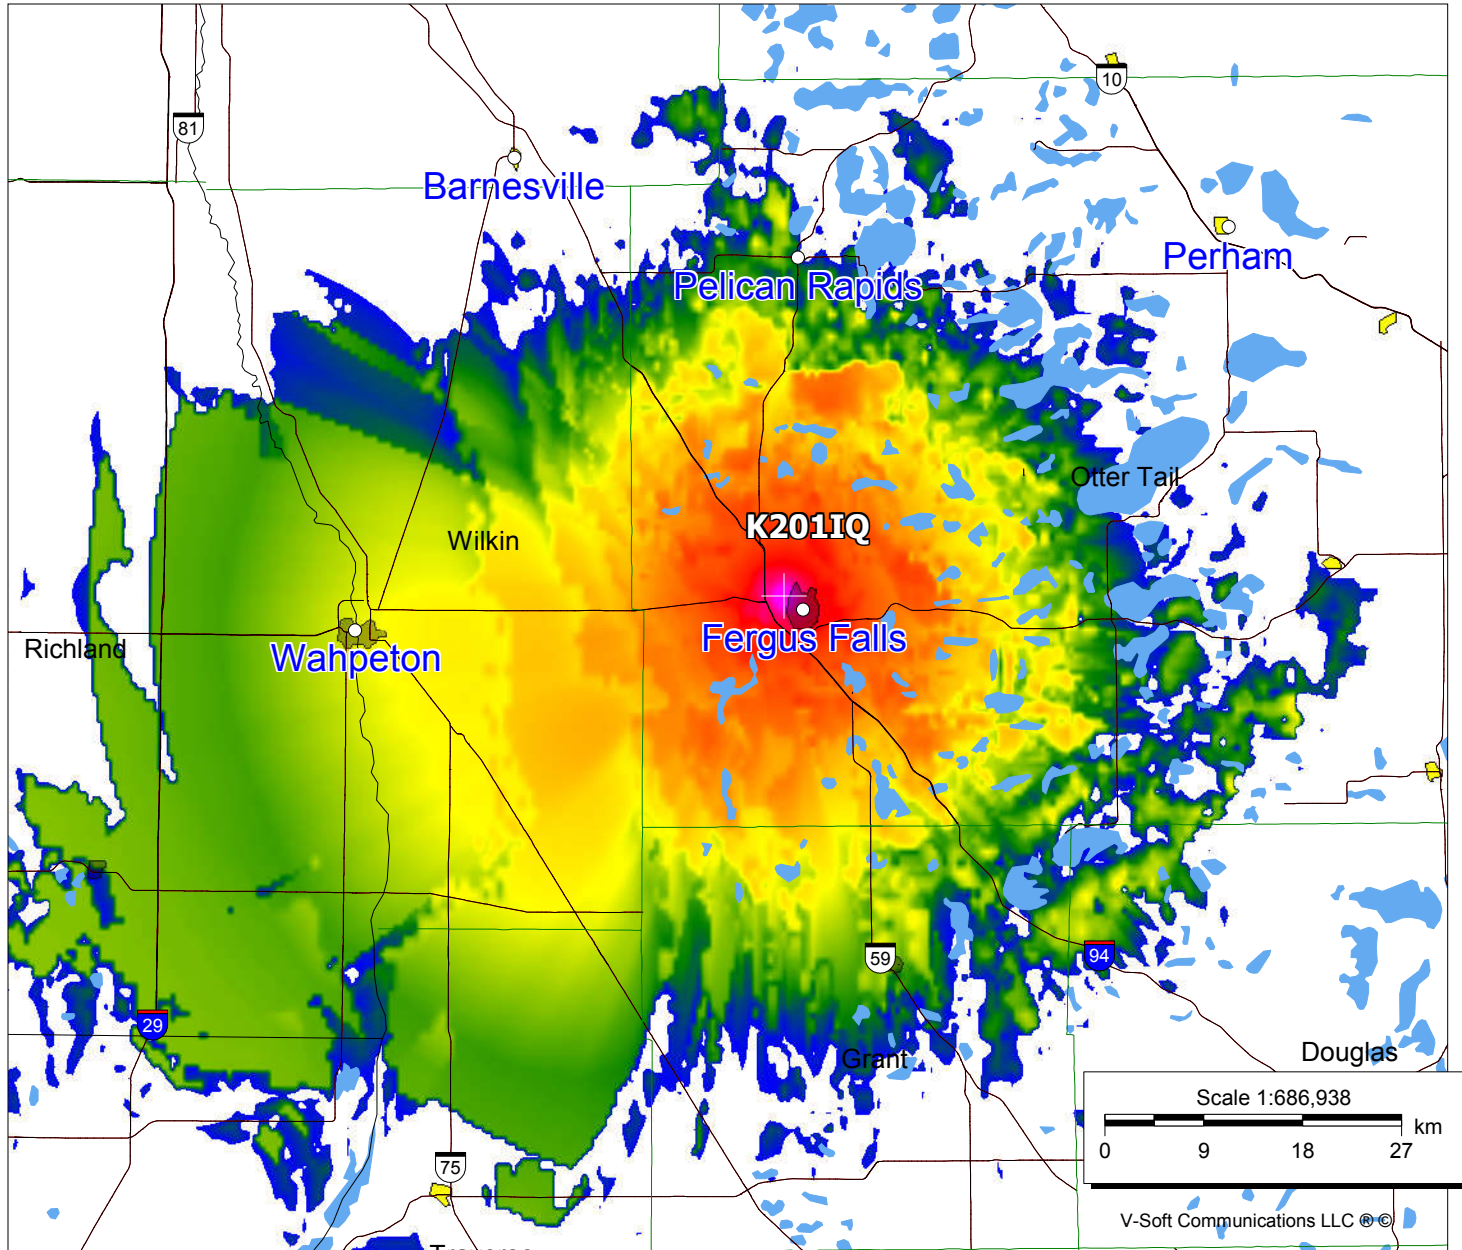 10
81
Barnesville
Perham
Pelican Rapids
Otter Tail
K201IQ
Wilkin
Fergus Falls
Richland
Wahpeton
59
94
29
Grant
Douglas
Scale 1:686,938
km
0 9 18 27
75
V-Soft Communications LLC ® ©